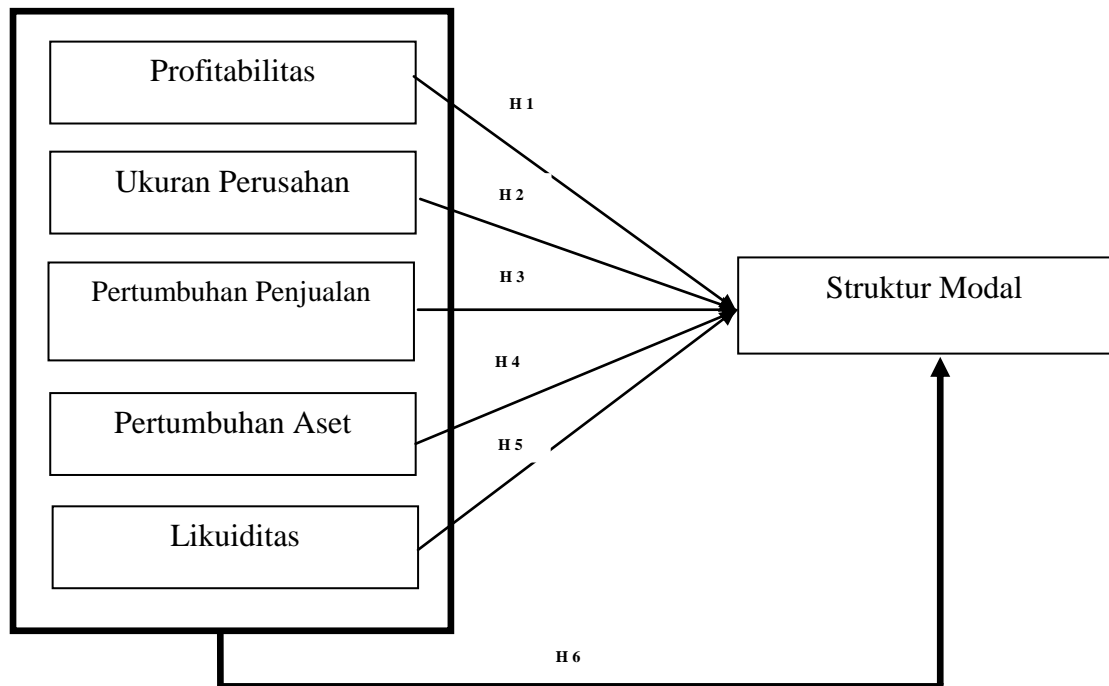 Profitabilitas
H 1
Ukuran Perusahan
H 2
Pertumbuhan Penjualan
H 3
Struktur Modal
H 4
Pertumbuhan Aset
H 5
Likuiditas
H 6